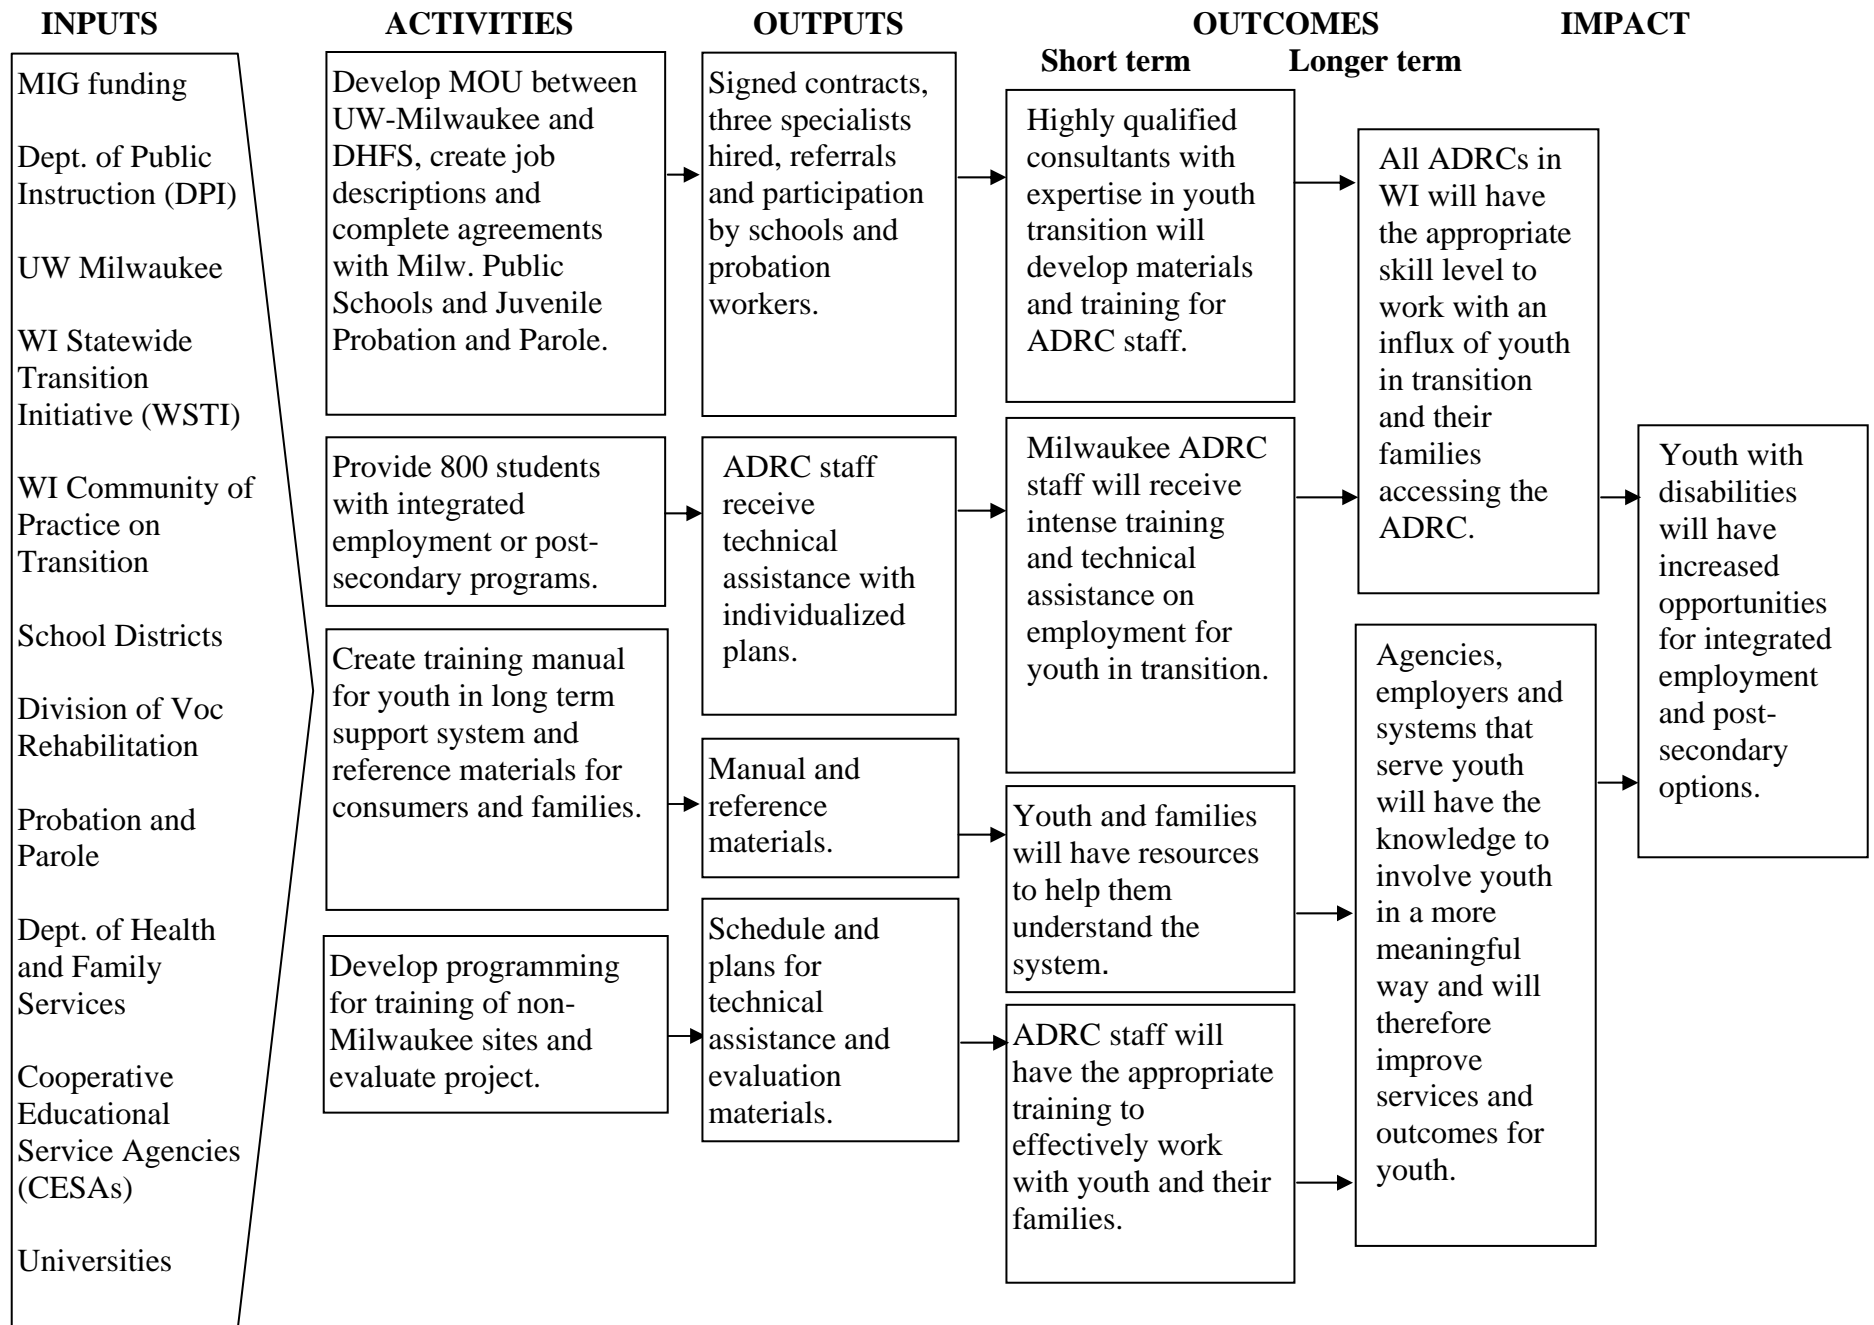 INPUTS
ACTIVITIES
OUTPUTS
OUTCOMES
IMPACT
Short term
Longer term
MIG funding
Dept. of Public
Instruction (DPI)
UW Milwaukee
WI Statewide
Transition
Initiative (WSTI)
WI Community of
Practice on
Transition
School Districts
Division of Voc
Rehabilitation
Probation and
Parole
Dept. of Health
and Family
Services
Cooperative
Educational
Service Agencies
(CESAs)
Universities
Develop MOU between
UW-Milwaukee and
DHFS, create job
descriptions and
complete agreements
with Milw. Public
Schools and Juvenile
Probation and Parole.
Provide 800 students
with integrated
employment or post-
secondary programs.
Create training manual
for youth in long term
support system and
reference materials for
consumers and families.
Develop programming
for training of non-
Milwaukee sites and
evaluate project.
Signed contracts,
three specialists
hired, referrals
and participation
by schools and
probation
workers.
ADRC staff
receive
technical
assistance with
individualized
plans.
Manual and
reference
materials.
Schedule and
plans for
technical
assistance and
evaluation
materials.
Highly qualified
consultants with
expertise in youth
transition will
develop materials
and training for
ADRC staff.
Milwaukee ADRC
staff will receive
intense training
and technical
assistance on
employment for
youth in transition.
Youth and families
will have resources
to help them
understand the
system.
ADRC staff will
have the appropriate
training to
effectively work
with youth and their
families.
All ADRCs in
WI will have
the appropriate
skill level to
work with an
influx of youth
in transition
and their
families
accessing the
ADRC.
Agencies,
employers and
systems that
serve youth
will have the
knowledge to
involve youth
in a more
meaningful
way and will
therefore
improve
services and
outcomes for
youth.
Youth with
disabilities
will have
increased
opportunities
for integrated
employment
and post-
secondary
options.